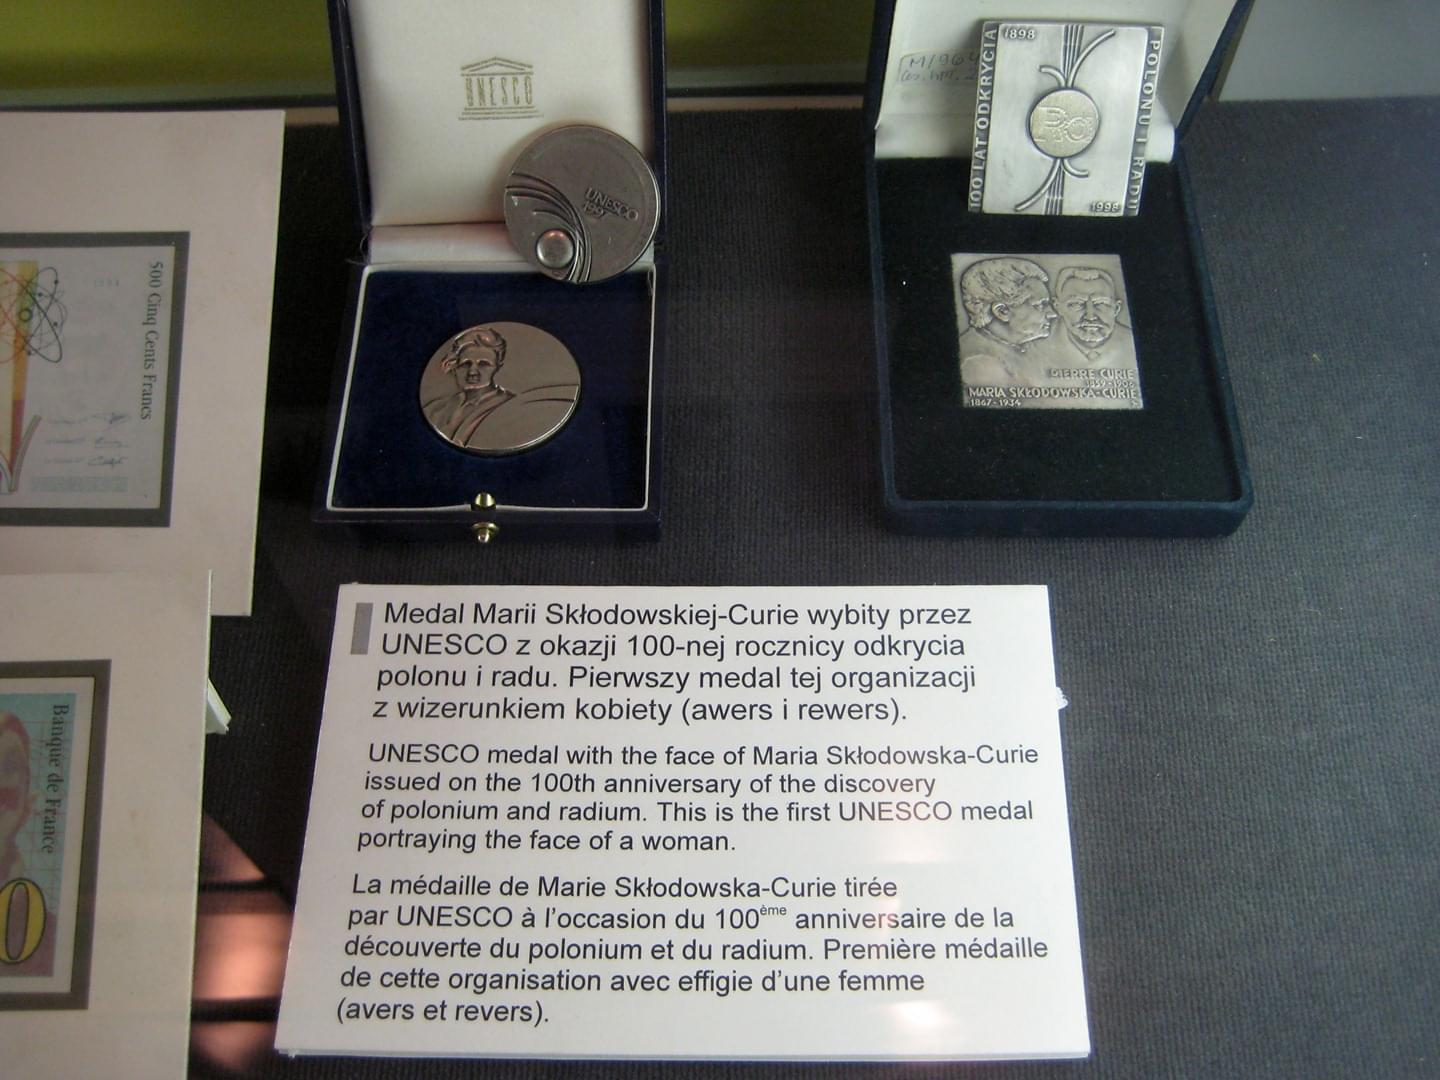 UNESCO
UNESCO
100 LAT ODKRYCIA
1898
POLONU I RADU
Ra
1998
PIERRE CURIE
1859-1906
MARIA SKŁODOWSKA-CURIE
1867-1934
500 Cinq Cents Francs
Banque de France
0
Medal Marii Skłodowskiej-Curie wybity przez
UNESCO z okazji 100-nej rocznicy odkrycia
polonu i radu. Pierwszy medal tej organizacji
z wizerunkiem kobiety (awers i rewers).
UNESCO medal with the face of Maria Skłodowska-Curie
issued on the 100th anniversary of the discovery
of polonium and radium. This is the first UNESCO medal
portraying the face of a woman.
La médaille de Marie Skłodowska-Curie tirée
par UNESCO à l'occasion du 100ème anniversaire de la
découverte du polonium et du radium. Première médaille
de cette organisation avec effigie d'une femme
(avers et revers).